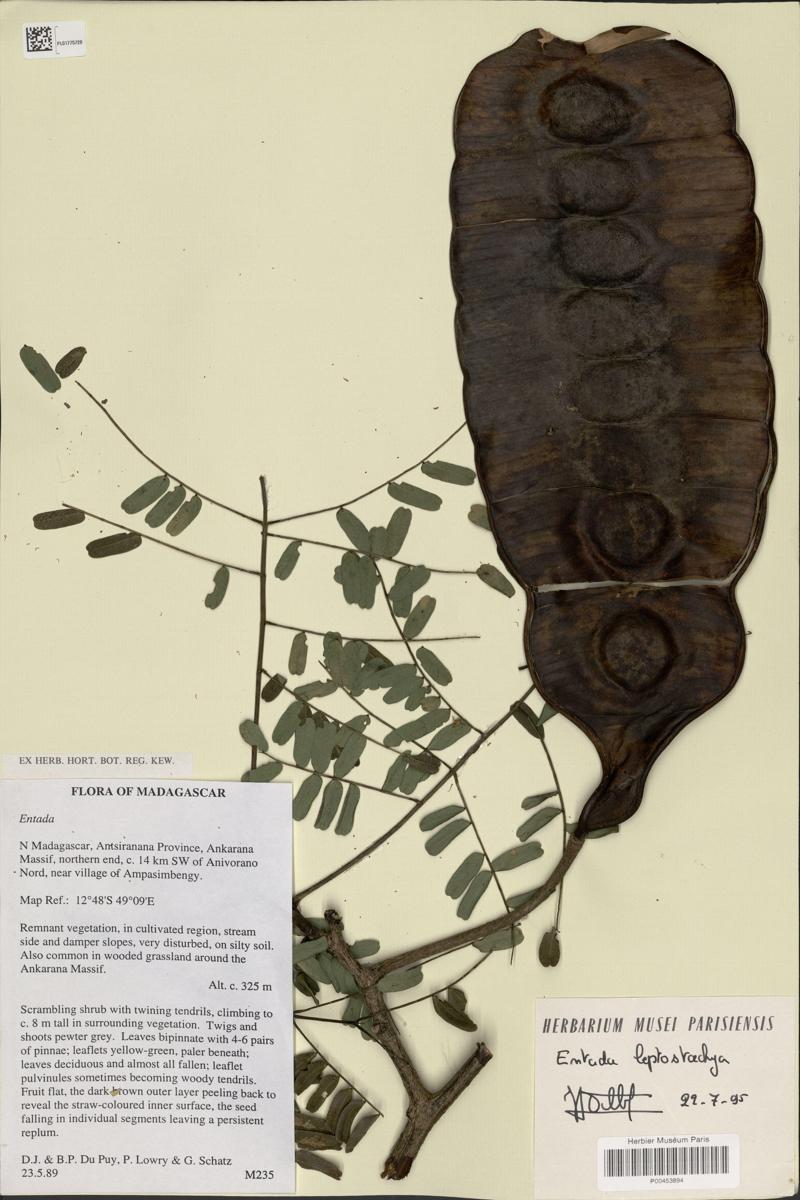 PL01775729
EX HERB. HORT. BOT. REG. KEW.
FLORA OF MADAGASCAR
Entada
N Madagascar, Antsiranana Province, Ankarana
Massif, northern end, c. 14 km SW of Anivorano
Nord, near village of Ampasimbengy.
Map Ref.: 12°48'S 49°09'E
Remnant vegetation, in cultivated region, stream
side and damper slopes, very disturbed, on silty soil.
Also common in wooded grassland around the
Ankarana Massif.
Alt. c. 325 m
Scrambling shrub with twining tendrils, climbing to
c. 8 m tall in surrounding vegetation. Twigs and
shoots pewter grey. Leaves bipinnate with 4-6 pairs
of pinnae; leaflets yellow-green, paler beneath;
leaves deciduous and almost all fallen; leaflet
pulvinules sometimes becoming woody tendrils.
Fruit flat, the dark brown outer layer peeling back to
reveal the straw-coloured inner surface, the seed
falling in individual segments leaving a persistent
replum.
D.J. & B.P. Du Puy, P. Lowry & G. Schatz
23.5.89 M235
HERBARIUM MUSEI PARISIENSIS
Entada leptostachya
22-7-95
Herbier Muséum Paris
P00453894